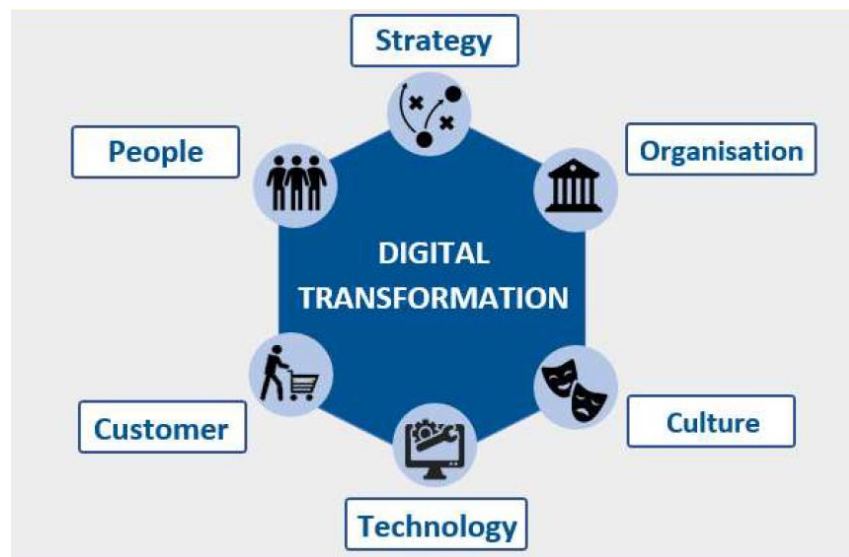 Strategy
People
Organisation
DIGITAL
TRANSFORMATION
Customer
Culture
Technology